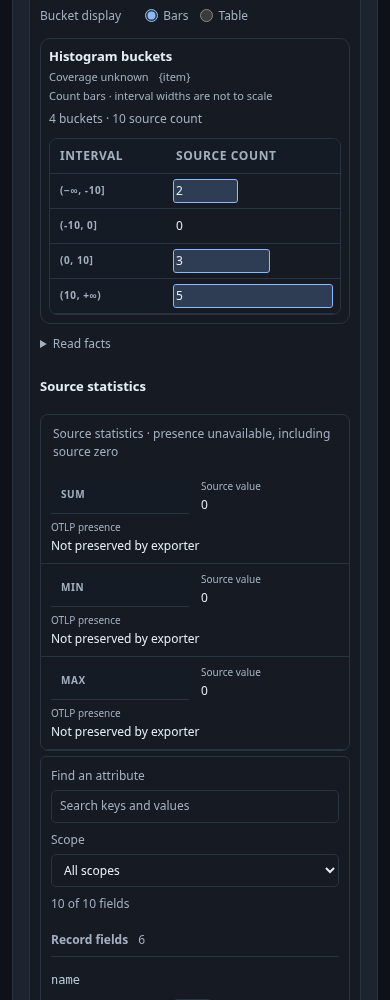 Bucket display Bars Table
Histogram buckets
Coverage unknown {item}
Count bars · interval widths are not to scale
4 buckets · 10 source count
INTERVAL SOURCE COUNT
(−∞, -10] 2
(-10, 0] 0
(0, 10] 3
(10, +∞) 5
Read facts
Source statistics
Source statistics · presence unavailable, including
source zero
SUM
Source value
0
OTLP presence
Not preserved by exporter
MIN
Source value
0
OTLP presence
Not preserved by exporter
MAX
Source value
0
OTLP presence
Not preserved by exporter
Find an attribute
Search keys and values
Scope
All scopes
10 of 10 fields
Record fields 6
name